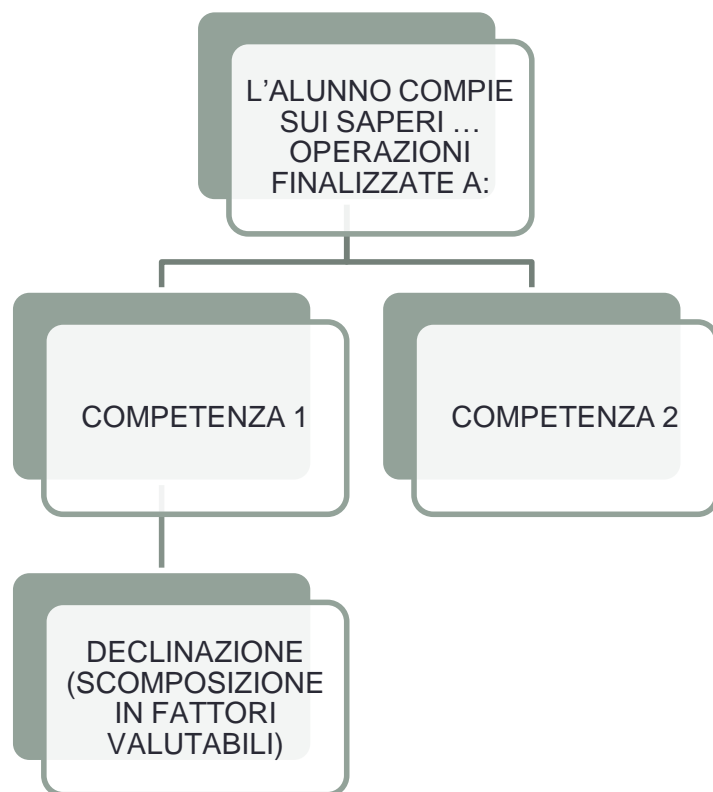 L’ALUNNO COMPIE
SUI SAPERI …
OPERAZIONI
FINALIZZATE A:
COMPETENZA 1
COMPETENZA 2
DECLINAZIONE
(SCOMPOSIZIONE
IN FATTORI
VALUTABILI)